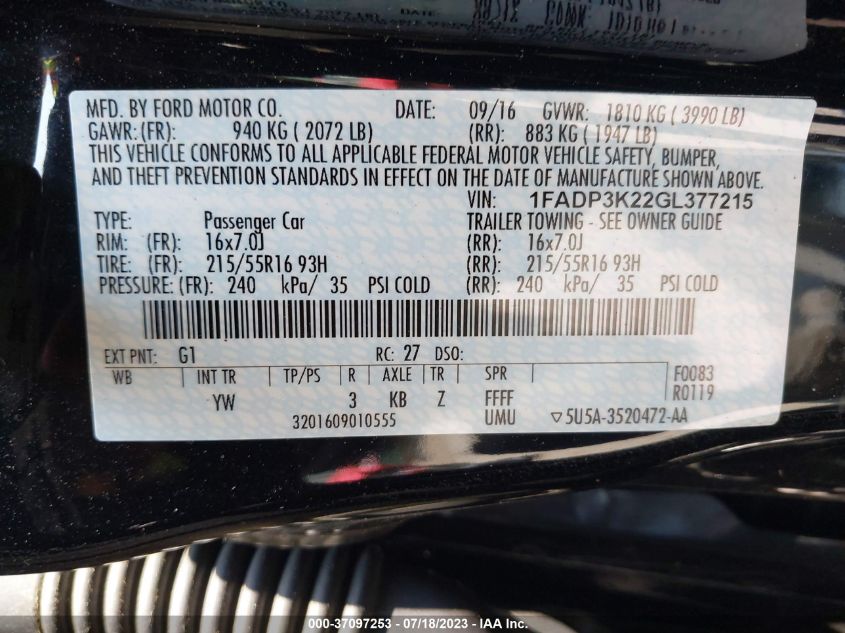 MFD. BY FORD MOTOR CO. DATE: 09/16 GVWR: 1810 KG ( 3990 LB)
GAWR:(FR): 940 KG ( 2072 LB) (RR): 883 KG ( 1947 LB)
THIS VEHICLE CONFORMS TO ALL APPLICABLE FEDERAL MOTOR VEHICLE SAFETY, BUMPER,
AND THEFT PREVENTION STANDARDS IN EFFECT ON THE DATE OF MANUFACTURE SHOWN ABOVE.
VIN: 1FADP3K22GL377215
TYPE: Passenger Car TRAILER TOWING - SEE OWNER GUIDE
RIM: (FR): 16x7.0J (RR): 16x7.0J
TIRE: (FR): 215/55R16 93H (RR): 215/55R16 93H
PRESSURE: (FR): 240 kPa/ 35 PSI COLD (RR): 240 kPa/ 35 PSI COLD
EXT PNT: G1 RC: 27 DSO:
WB INT TR TP/PS R AXLE TR SPR F0083
YW 3 KB Z FFFF R0119
3201609010555 UMU ▽5U5A-3520472-AA
000-37097253 - 07/18/2023 - IAAI.com